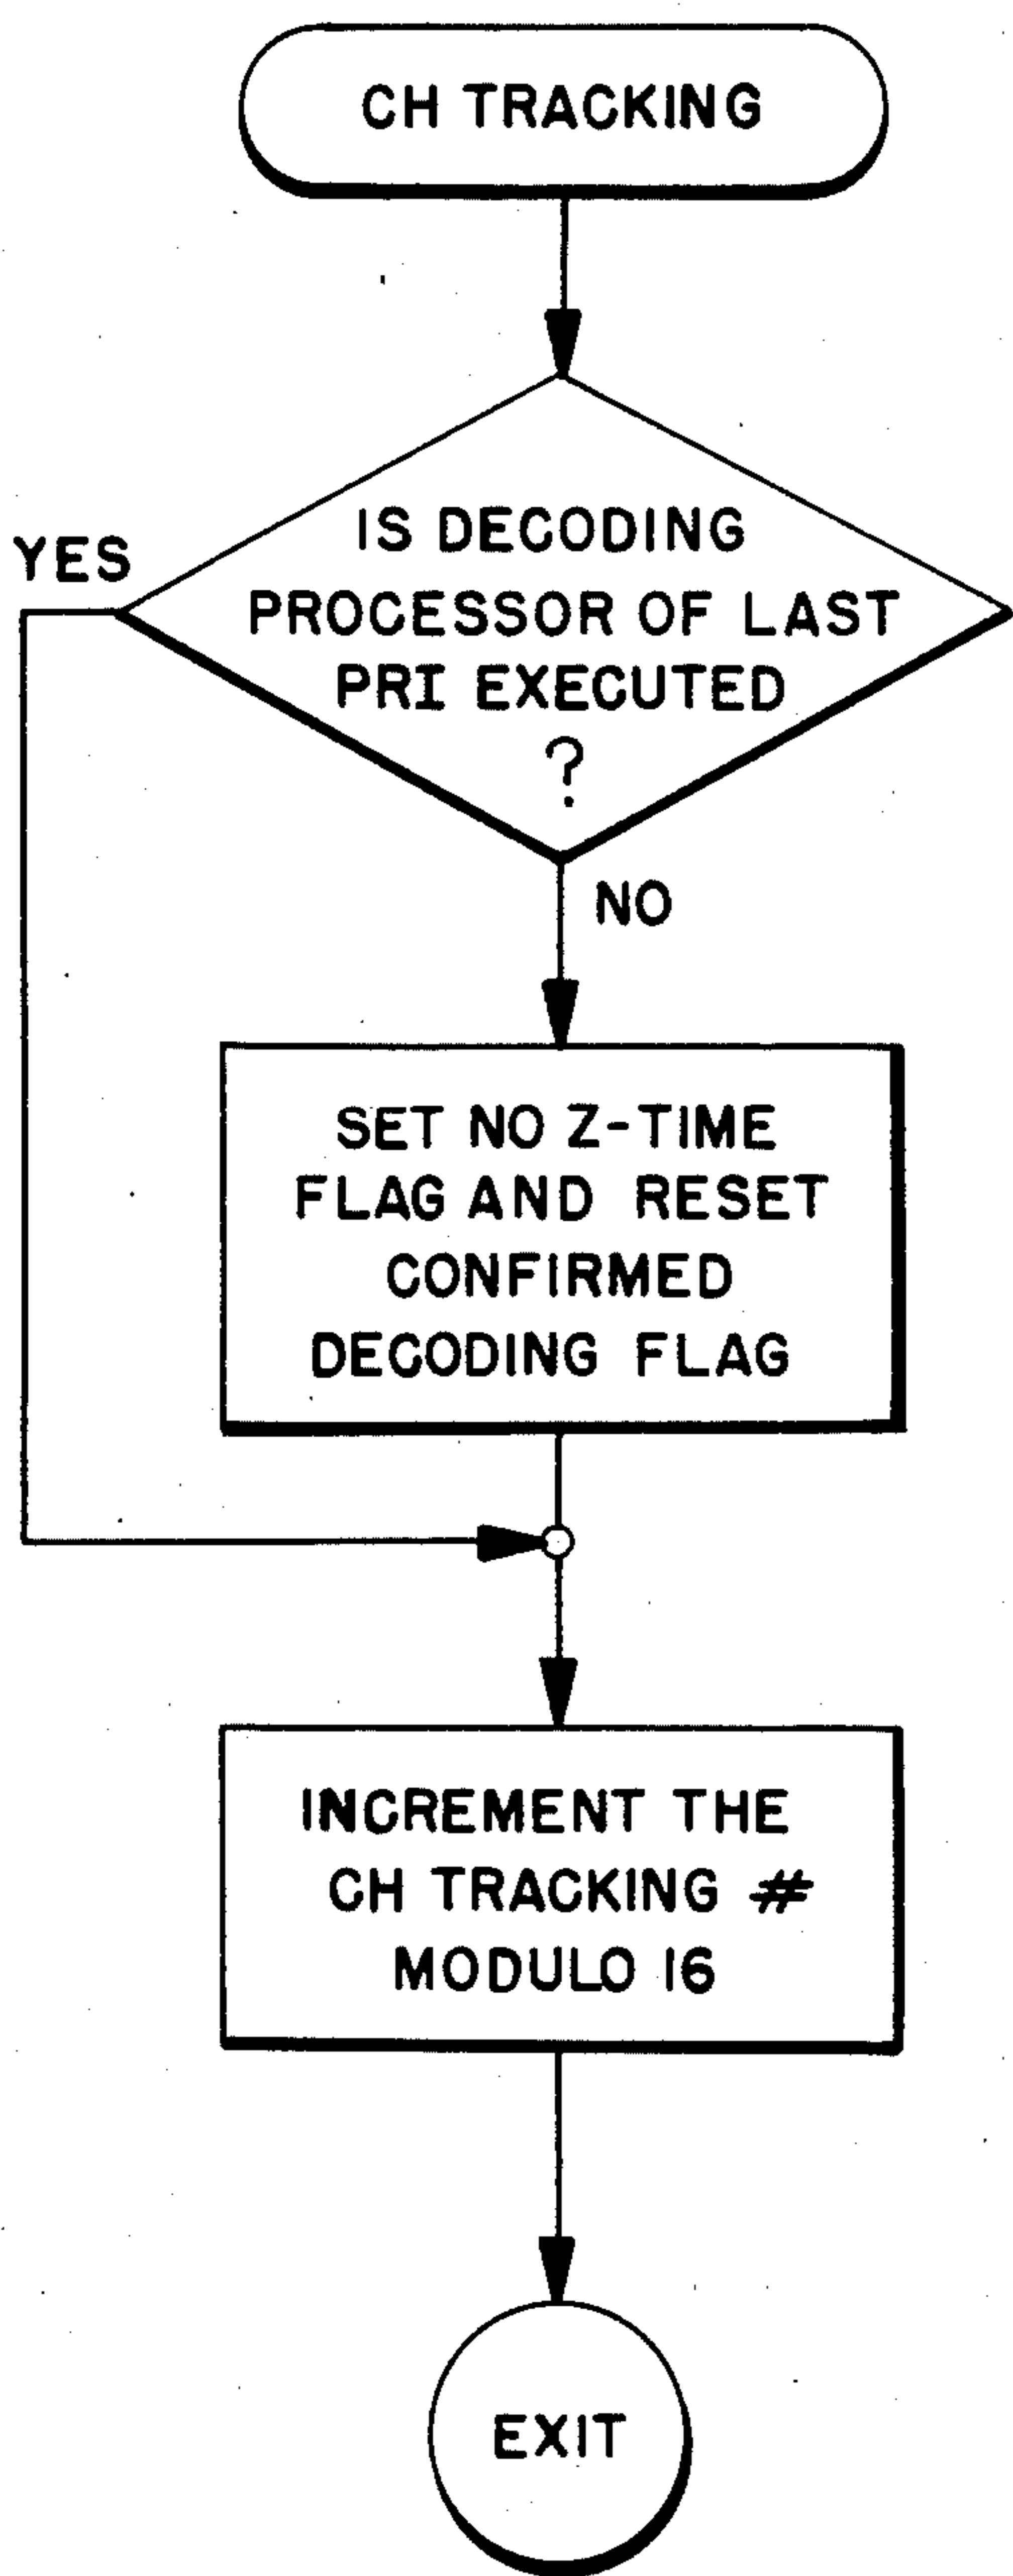 CH TRACKING
IS DECODING
PROCESSOR OF LAST
PRI EXECUTED
?
YES
NO
SET NO Z-TIME
FLAG AND RESET
CONFIRMED
DECODING FLAG
INCREMENT THE
CH TRACKING #
MODULO 16
EXIT